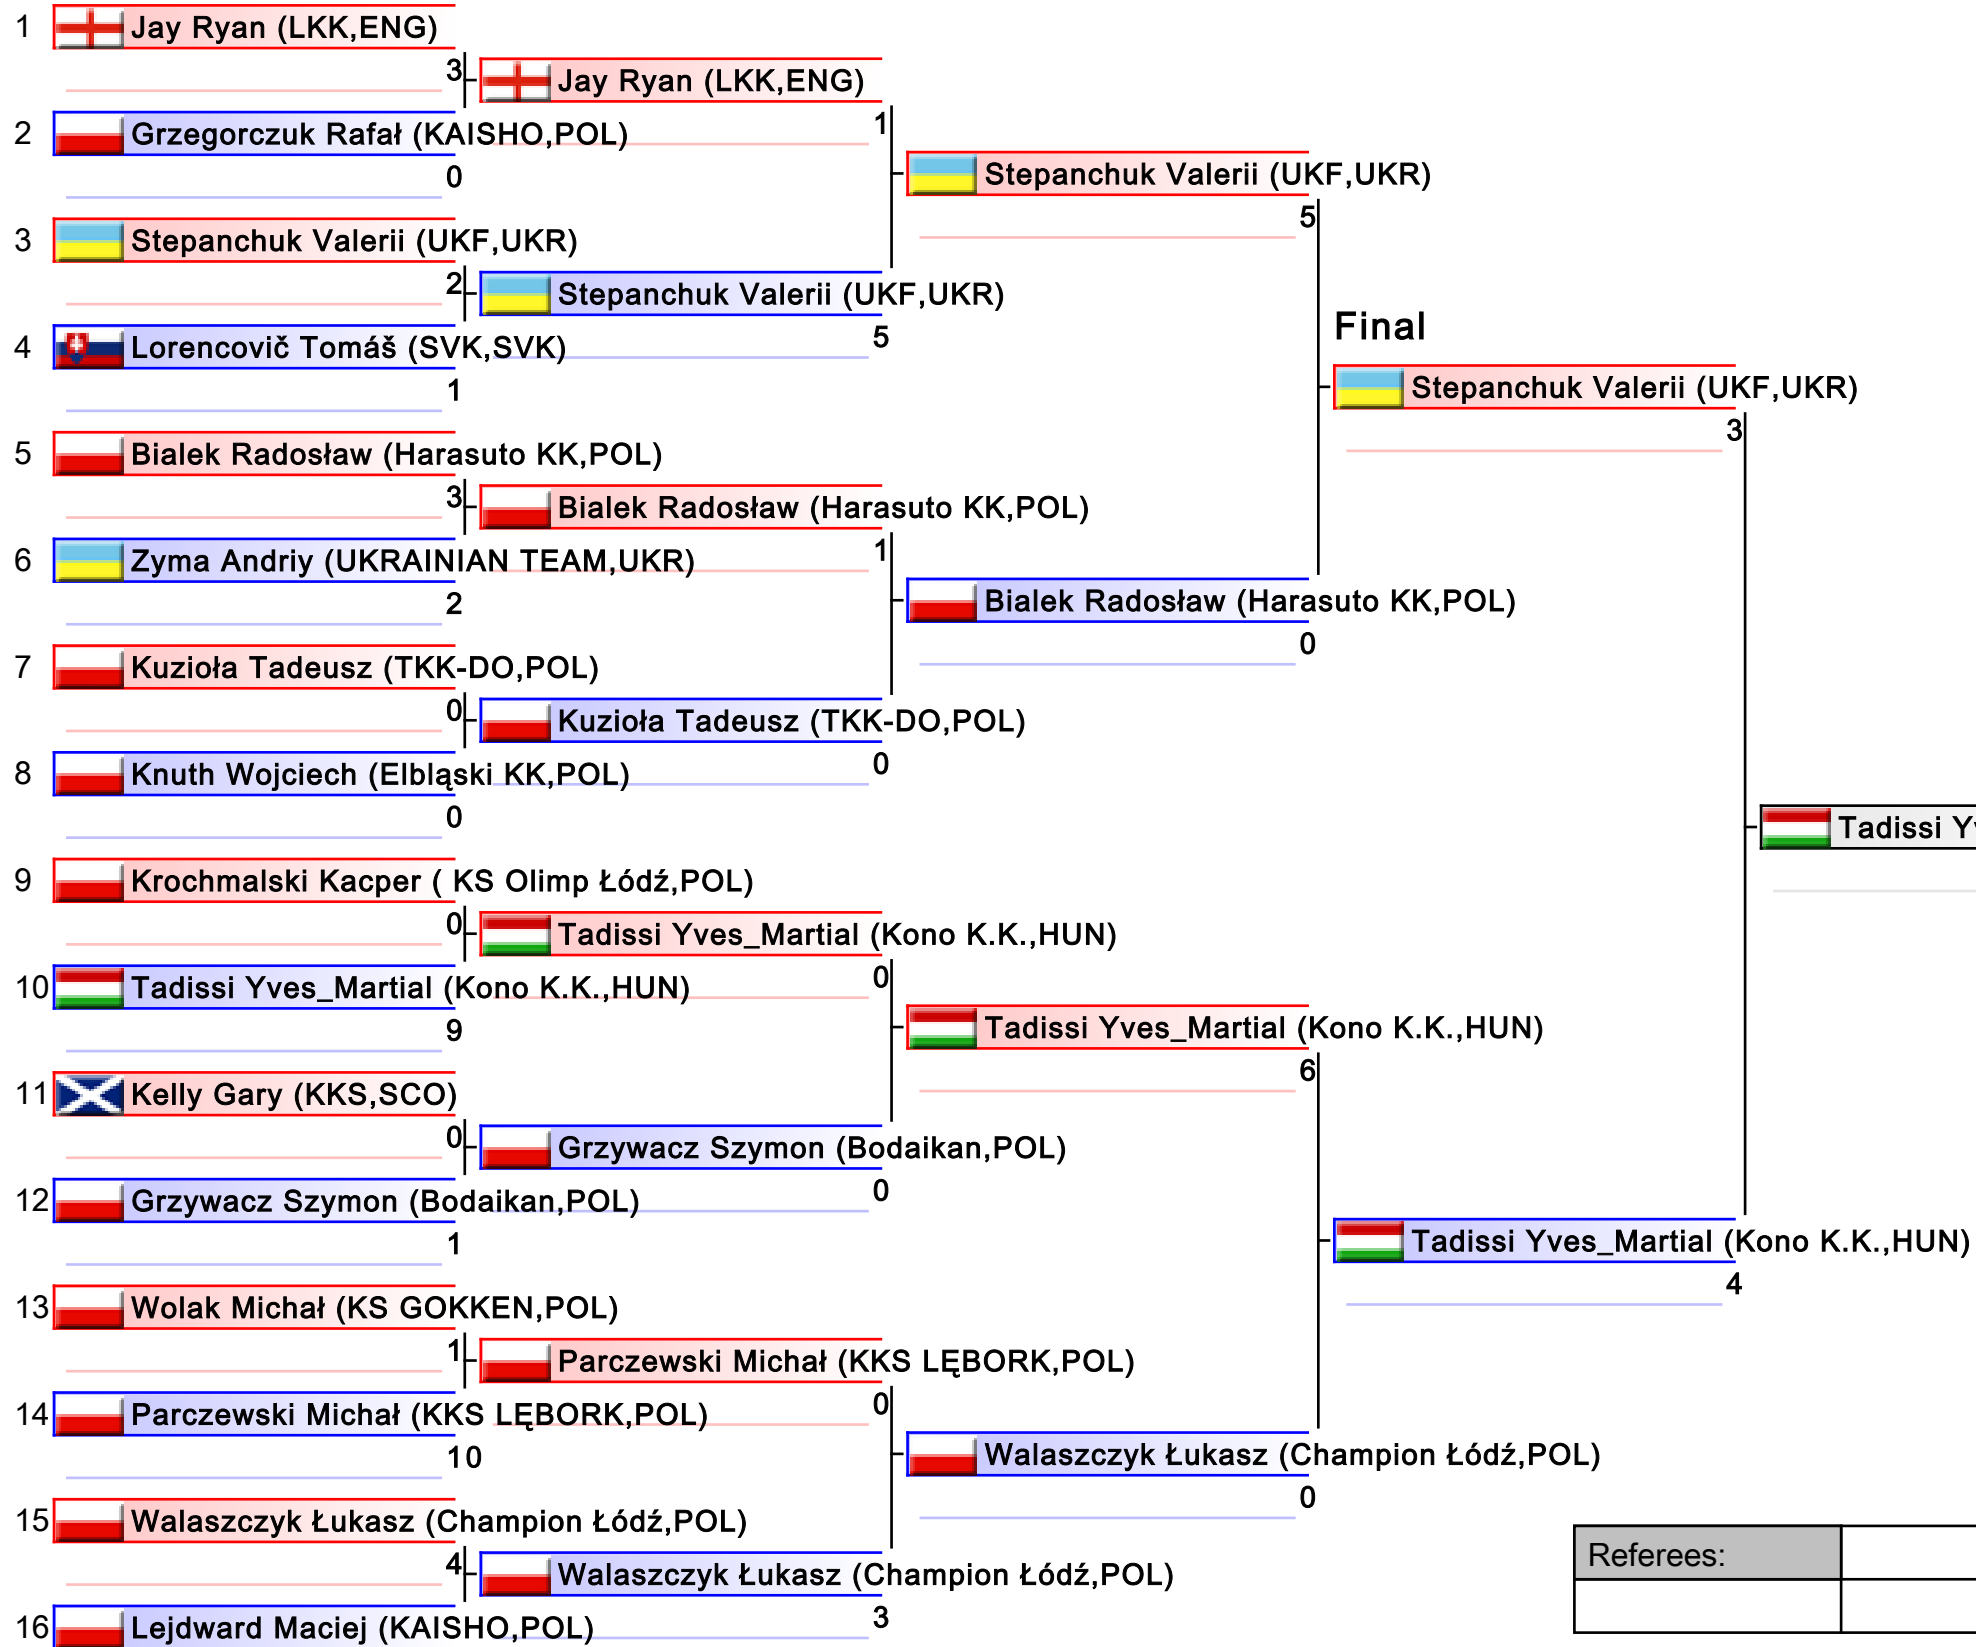 1 Jay Ryan (LKK,ENG)
3 Jay Ryan (LKK,ENG)
2 Grzegorczuk Rafał (KAISHO,POL)
1
0
Stepanchuk Valerii (UKF,UKR)
5
3 Stepanchuk Valerii (UKF,UKR)
2 Stepanchuk Valerii (UKF,UKR)
5
4 Lorencovič Tomáš (SVK,SVK)
1
Final
Stepanchuk Valerii (UKF,UKR)
3
5 Bialek Radosław (Harasuto KK,POL)
3 Bialek Radosław (Harasuto KK,POL)
1
6 Zyma Andriy (UKRAINIAN TEAM,UKR)
2
Bialek Radosław (Harasuto KK,POL)
0
7 Kuzioła Tadeusz (TKK-DO,POL)
0 Kuzioła Tadeusz (TKK-DO,POL)
0
8 Knuth Wojciech (Elbląski KK,POL)
0
Tadissi
9 Krochmalski Kacper ( KS Olimp Łódź,POL)
0 Tadissi Yves_Martial (Kono K.K.,HUN)
0
10 Tadissi Yves_Martial (Kono K.K.,HUN)
9
Tadissi Yves_Martial (Kono K.K.,HUN)
6
11 Kelly Gary (KKS,SCO)
0 Grzywacz Szymon (Bodaikan,POL)
0
12 Grzywacz Szymon (Bodaikan,POL)
1
Tadissi Yves_Martial (Kono K.K.,HUN)
4
13 Wolak Michał (KS GOKKEN,POL)
1 Parczewski Michał (KKS LĘBORK,POL)
0
14 Parczewski Michał (KKS LĘBORK,POL)
10
Walaszczyk Łukasz (Champion Łódź,POL)
0
15 Walaszczyk Łukasz (Champion Łódź,POL)
4 Walaszczyk Łukasz (Champion Łódź,POL)
3
16 Lejdward Maciej (KAISHO,POL)
Referees: